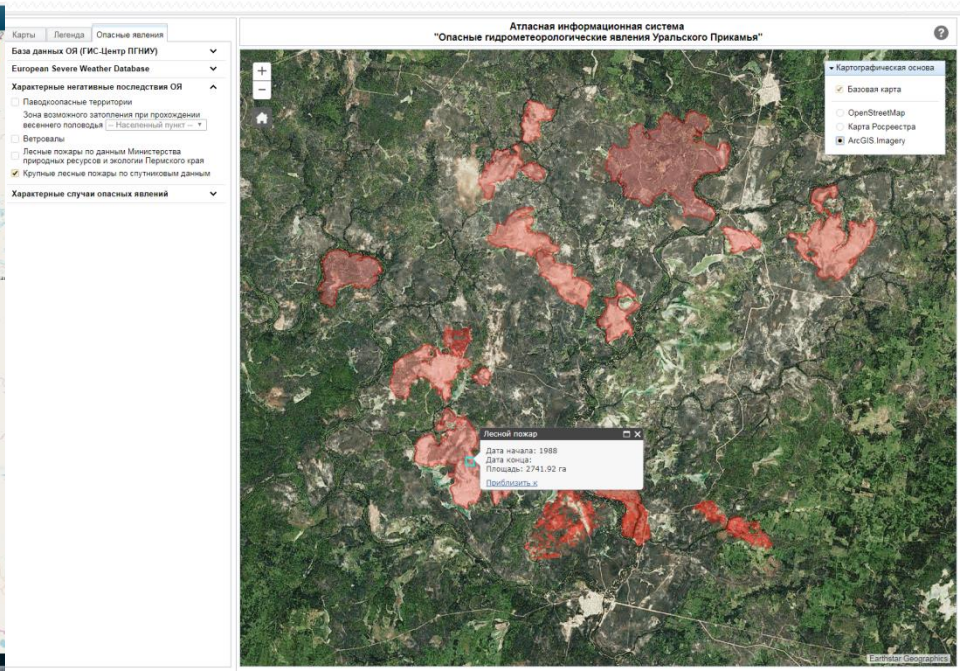 Карты
Легенда
Опасные явления
База данных ОЯ (ГИС-Центр ПГНИУ)
European Severe Weather Database
Характерные негативные последствия ОЯ
Паводкоопасные территории
Зона возможного затопления при прохождении
весеннего половодья -- Населенный пункт --
Ветровалы
Лесные пожары по данным Министерства
природных ресурсов и экологии Пермского края
Крупные лесные пожары по спутниковым данным
Характерные случаи опасных явлений
Атласная информационная система
"Опасные гидрометеорологические явления Уральского Прикамья"
?
+
−
Картографическая основа
Базовая карта
OpenStreetMap
Карта Росреестра
ArcGIS.Imagery
Лесной пожар
Дата начала: 1988
Дата конца:
Площадь: 2741.92 га
Приблизить к
Earthstar Geographics